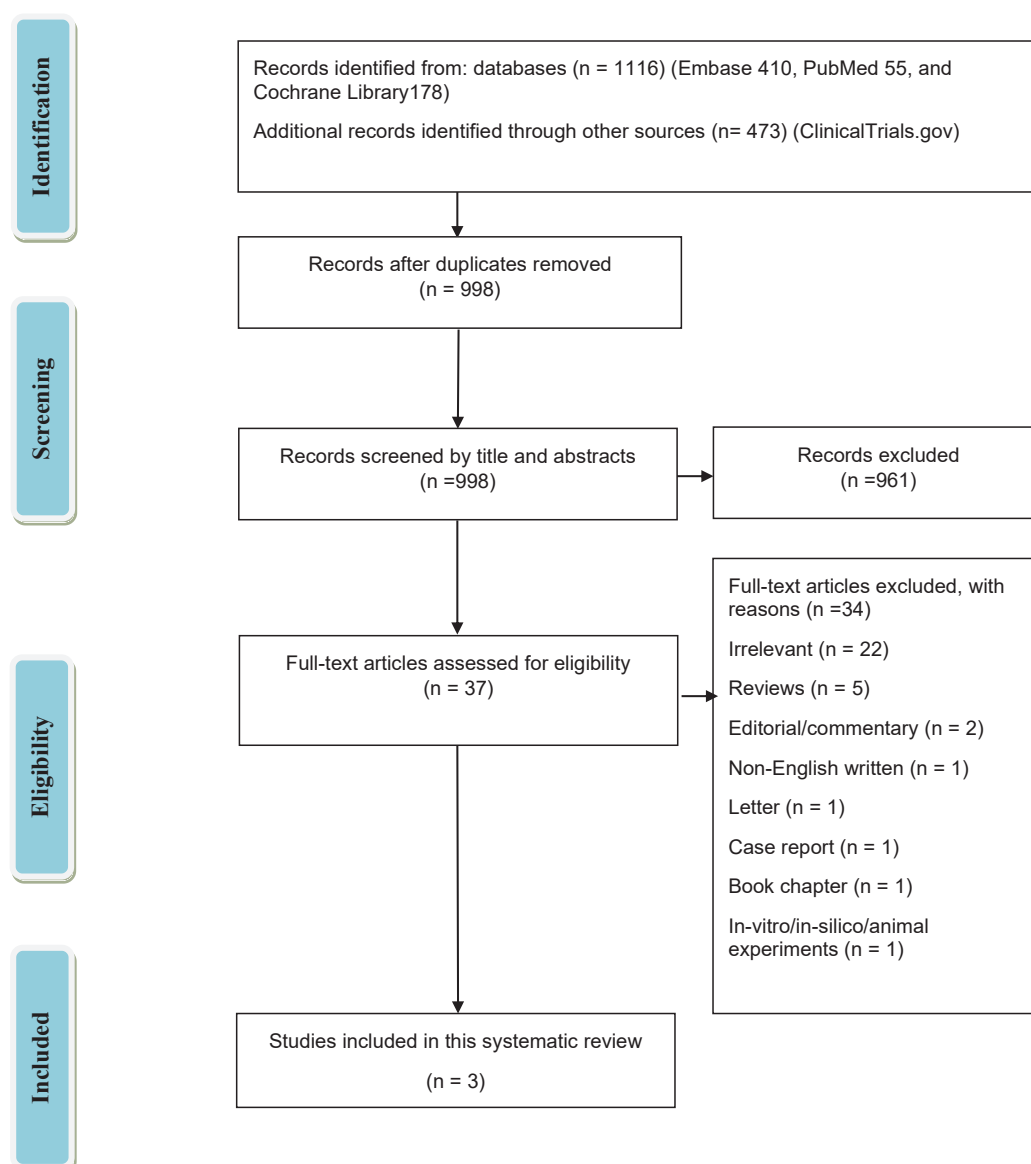 Identification
Records identified from: databases (n = 1116) (Embase 410, PubMed 55, and
Cochrane Library178)
Additional records identified through other sources (n= 473) (ClinicalTrials.gov)
Records after duplicates removed
(n = 998)
Screening
Records screened by title and abstracts
(n =998)
Records excluded
(n =961)
Eligibility
Full-text articles assessed for eligibility
(n = 37)
Full-text articles excluded, with
reasons (n =34)
Irrelevant (n = 22)
Reviews (n = 5)
Editorial/commentary (n = 2)
Non-English written (n = 1)
Letter (n = 1)
Case report (n = 1)
Book chapter (n = 1)
In-vitro/in-silico/animal
experiments (n = 1)
Included
Studies included in this systematic review
(n = 3)